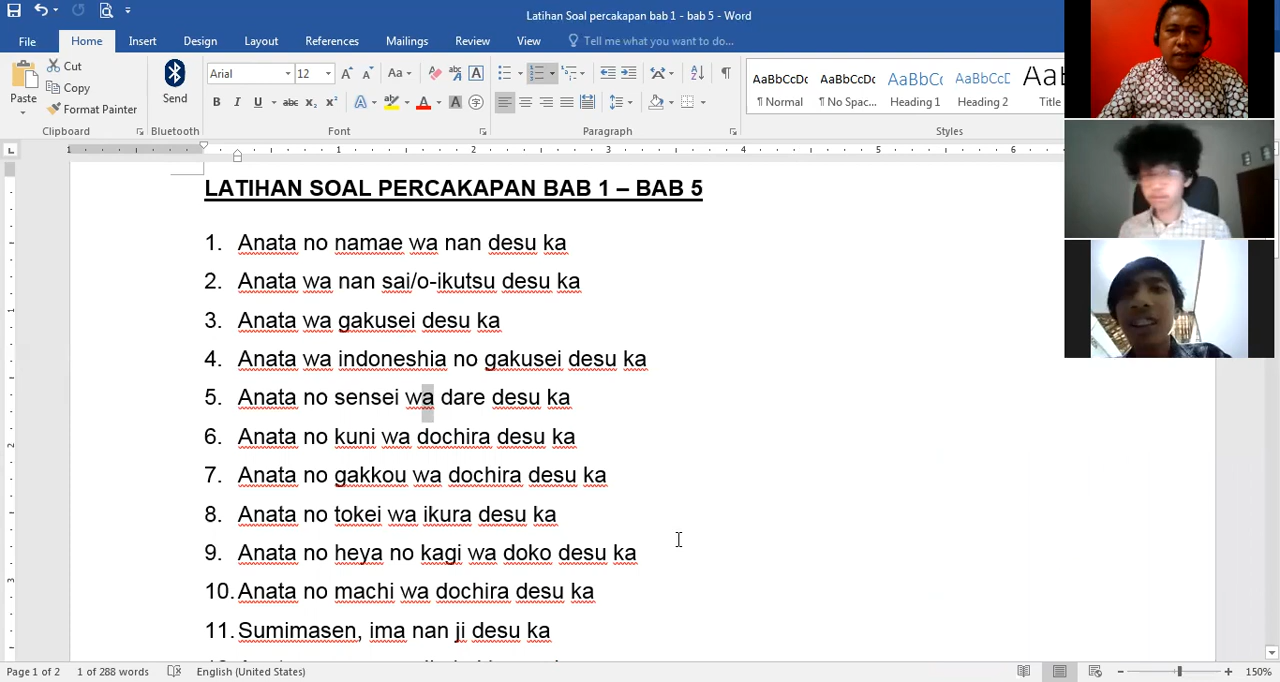 Latihan Soal percakapan bab 1 - bab 5 - Word
File Home Insert Design Layout References Mailings Review View Tell me what you want to do...
Paste Cut Copy Format Painter
Clipboard
Send
Bluetooth
Arial 12
Font
Paragraph
AaBbCcDc AaBbCcDc AaBbCc AaBbCcD
¶ Normal ¶ No Spac... Heading 1 Heading 2 Title
Styles
1 1 2 3 4 5 6
LATIHAN SOAL PERCAKAPAN BAB 1 – BAB 5
1. Anata no namae wa nan desu ka
2. Anata wa nan sai/o-ikutsu desu ka
3. Anata wa gakusei desu ka
4. Anata wa indoneshia no gakusei desu ka
5. Anata no sensei wa dare desu ka
6. Anata no kuni wa dochira desu ka
7. Anata no gakkou wa dochira desu ka
8. Anata no tokei wa ikura desu ka
9. Anata no heya no kagi wa doko desu ka
10. Anata no machi wa dochira desu ka
11. Sumimasen, ima nan ji desu ka
Page 1 of 2 1 of 288 words English (United States) 150%